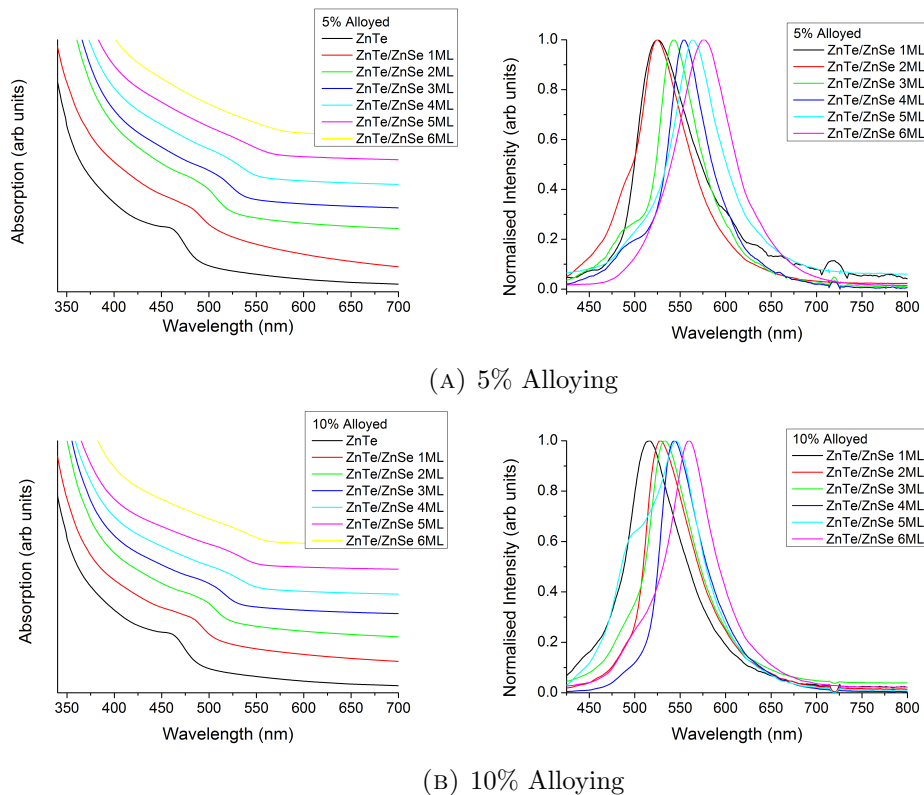 5% Alloyed
ZnTe
ZnTe/ZnSe 1ML
ZnTe/ZnSe 2ML
ZnTe/ZnSe 3ML
ZnTe/ZnSe 4ML
ZnTe/ZnSe 5ML
ZnTe/ZnSe 6ML
Absorption (arb units)
350 400 450 500 550 600 650 700
Wavelength (nm)
5% Alloyed
ZnTe/ZnSe 1ML
ZnTe/ZnSe 2ML
ZnTe/ZnSe 3ML
ZnTe/ZnSe 4ML
ZnTe/ZnSe 5ML
ZnTe/ZnSe 6ML
Normalised Intensity (arb units)
1.0
0.8
0.6
0.4
0.2
0.0
450 500 550 600 650 700 750 800
Wavelength (nm)
(A) 5% Alloying
10% Alloyed
ZnTe
ZnTe/ZnSe 1ML
ZnTe/ZnSe 2ML
ZnTe/ZnSe 3ML
ZnTe/ZnSe 4ML
ZnTe/ZnSe 5ML
ZnTe/ZnSe 6ML
Absorption (arb units)
350 400 450 500 550 600 650 700
Wavelength (nm)
10% Alloyed
ZnTe/ZnSe 1ML
ZnTe/ZnSe 2ML
ZnTe/ZnSe 3ML
ZnTe/ZnSe 4ML
ZnTe/ZnSe 5ML
ZnTe/ZnSe 6ML
Normalised Intensity (arb units)
1.0
0.8
0.6
0.4
0.2
0.0
450 500 550 600 650 700 750 800
Wavelength (nm)
(B) 10% Alloying